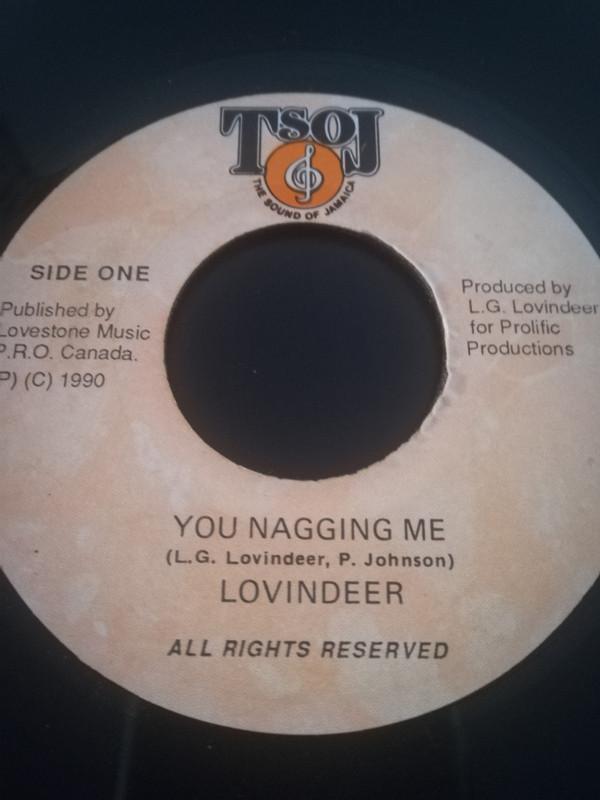 TSOJ
THE SOUND OF JAMAICA
SIDE ONE
Published by
Lovestone Music
P.R.O. Canada.
P) (C) 1990
Produced by
L.G. Lovindeer
for Prolific
Productions
YOU NAGGING ME
(L.G. Lovindeer, P. Johnson)
LOVINDEER
ALL RIGHTS RESERVED